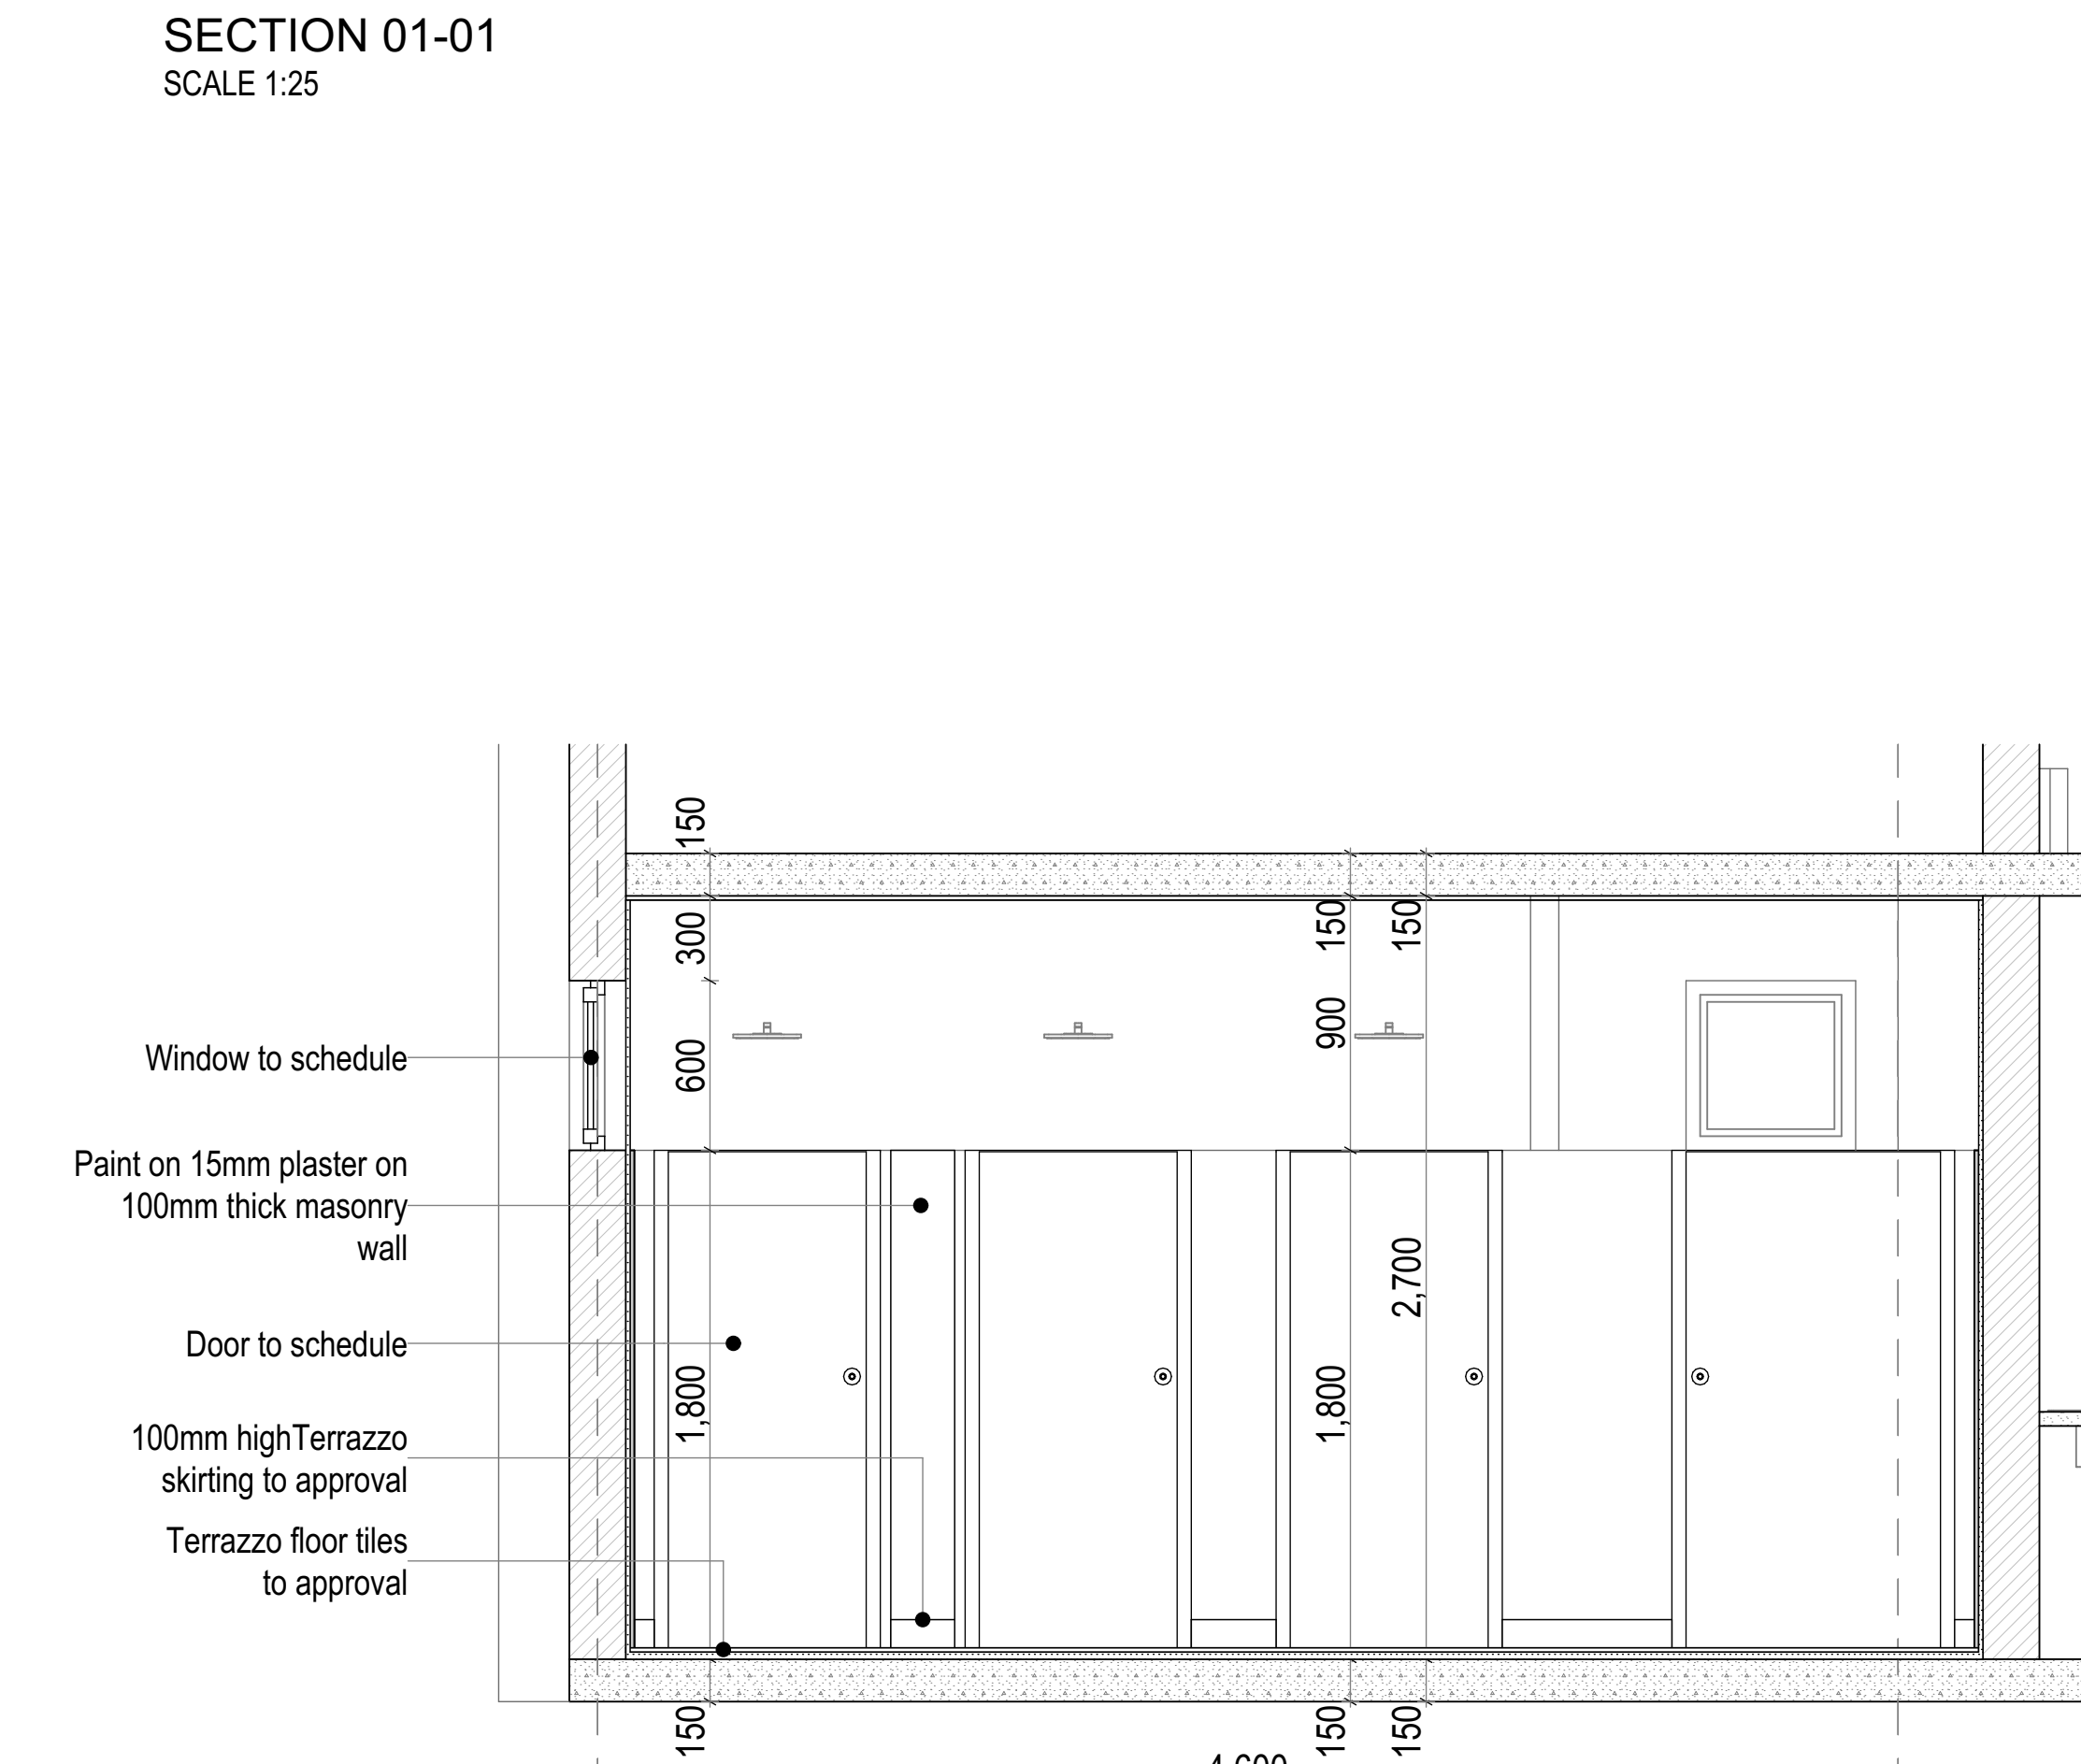 SECTION 01-01
SCALE 1:25
150
300
150
150
900
600
Window to schedule
Paint on 15mm plaster on
100mm thick masonry
wall
2,700
Door to schedule
1,800
1,800
100mm highTerrazzo
skirting to approval
Terrazzo floor tiles
to approval
150
150
150
4,600